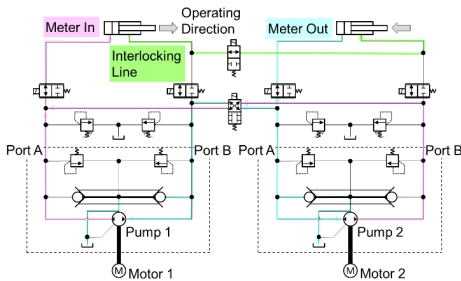 Meter In
Operating
Direction
Meter Out
Interlocking
Line
Port A
Port B
Port A
Port B
Pump 1
Pump 2
M
Motor 1
M
Motor 2